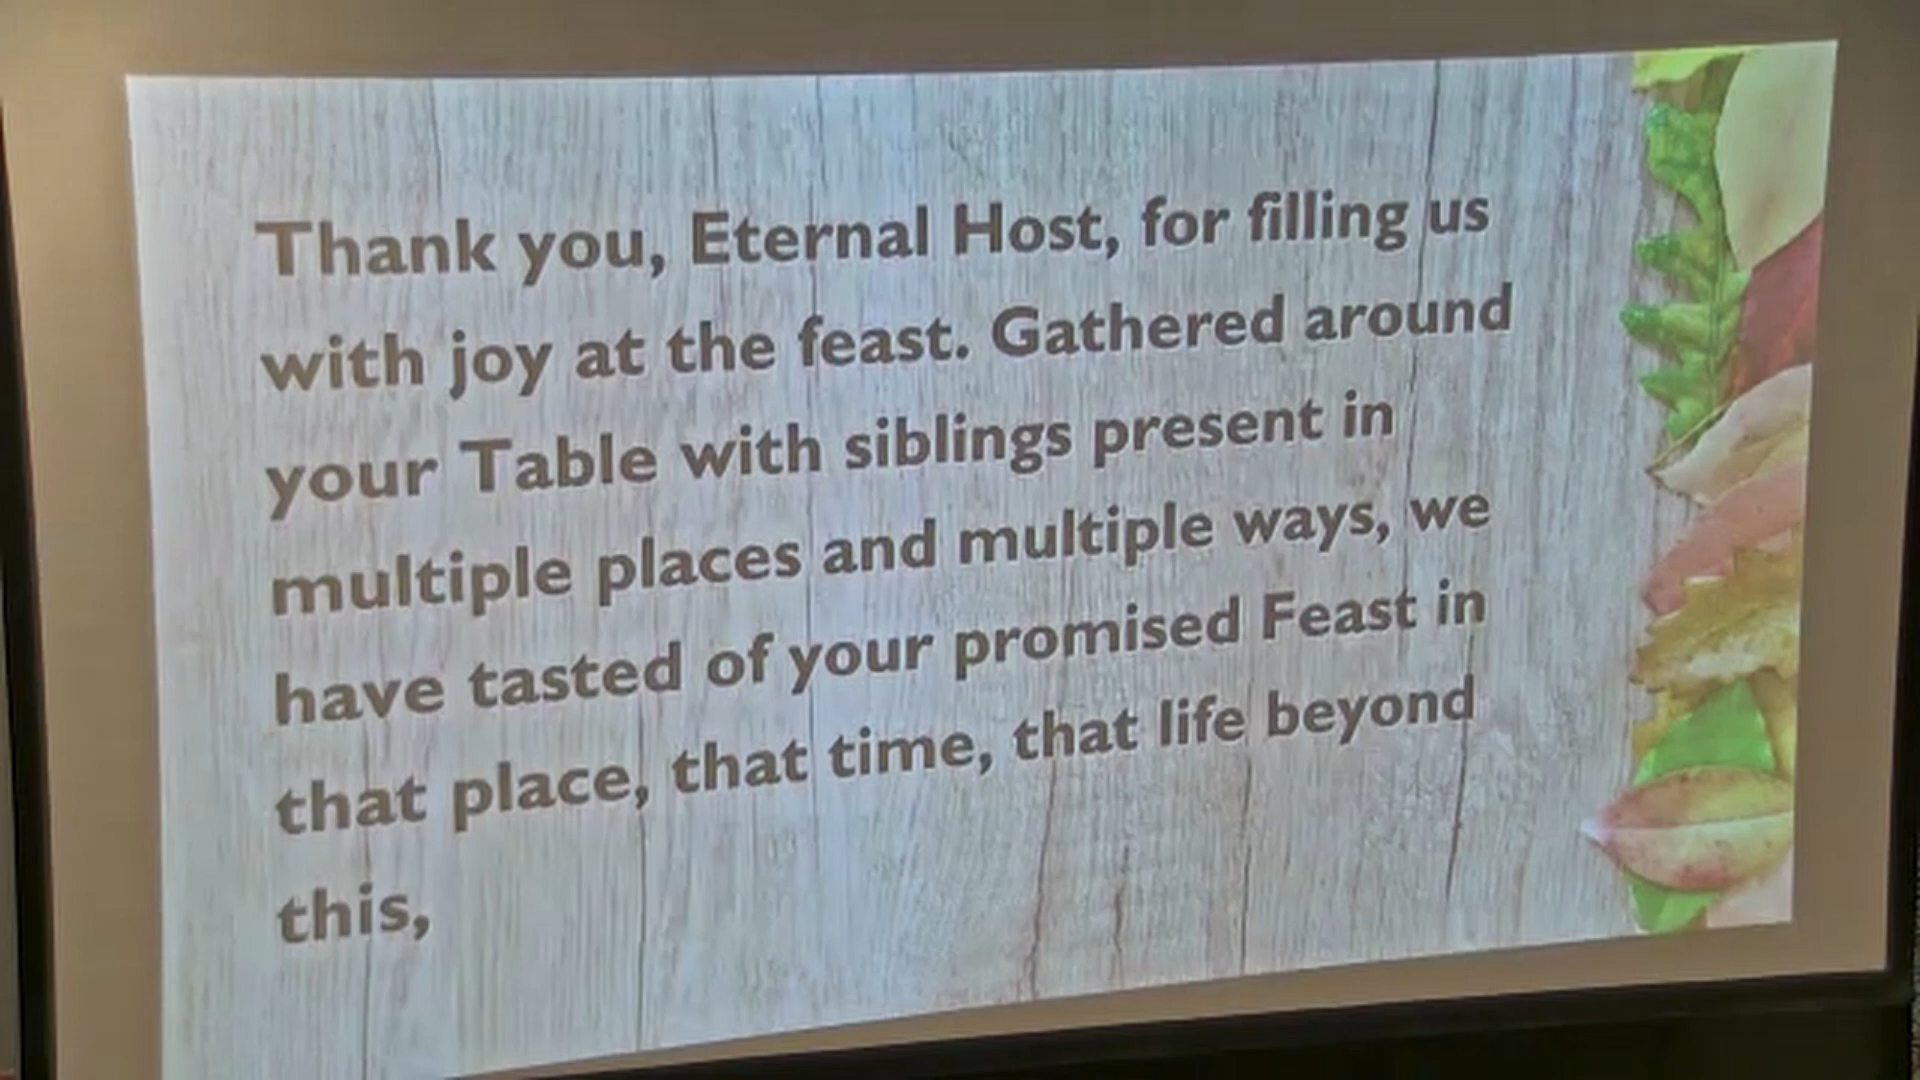 Thank you, Eternal Host, for filling us
with joy at the feast. Gathered around
your Table with siblings present in
multiple places and multiple ways, we
have tasted of your promised Feast in
that place, that time, that life beyond
this,